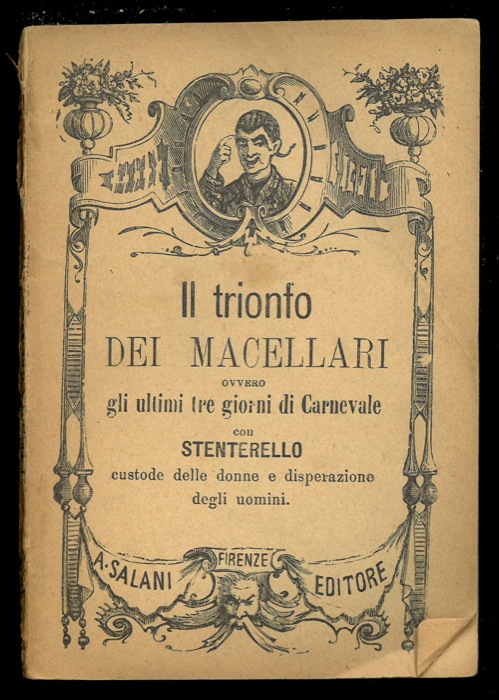 Il trionfo
DEI MACELLARI
OVVERO
gli ultimi tre giorni di Carnevale
con
STENTERELLO
custode delle donne e disperazione
degli uomini.
A. SALANI FIRENZE EDITORE